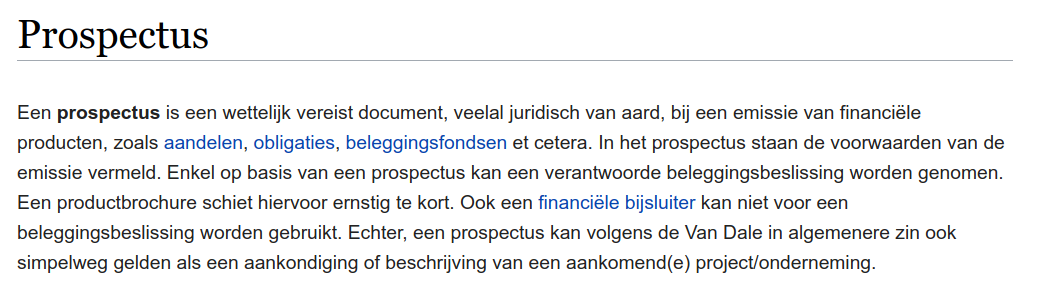 Prospectus
Een prospectus is een wettelijk vereist document, veelal juridisch van aard, bij een emissie van financiële
producten, zoals aandelen, obligaties, beleggingsfondsen et cetera. In het prospectus staan de voorwaarden van de
emissie vermeld. Enkel op basis van een prospectus kan een verantwoorde beleggingsbeslissing worden genomen.
Een productbrochure schiet hiervoor ernstig te kort. Ook een financiële bijsluiter kan niet voor een
beleggingsbeslissing worden gebruikt. Echter, een prospectus kan volgens de Van Dale in algemenere zin ook
simpelweg gelden als een aankondiging of beschrijving van een aankomend(e) project/onderneming.